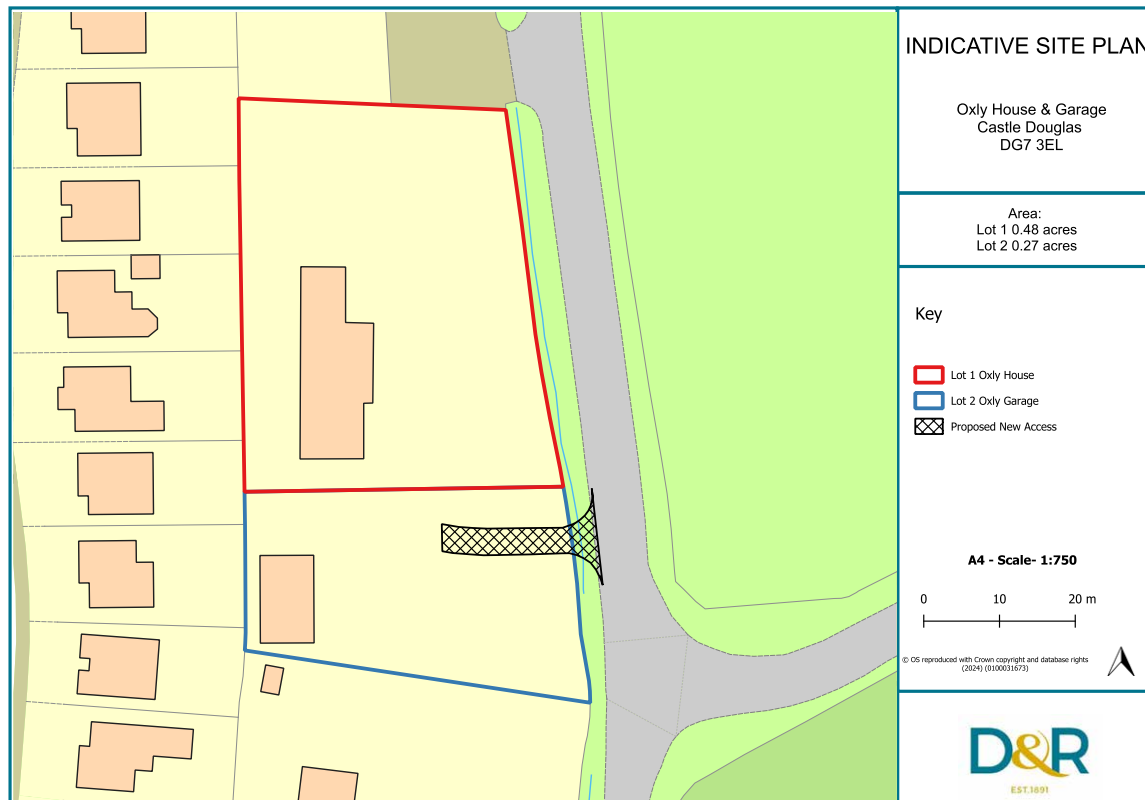 INDICATIVE SITE PLAN
Oxly House & Garage
Castle Douglas
DG7 3EL
Area:
Lot 1 0.48 acres
Lot 2 0.27 acres
Key
Lot 1 Oxly House
Lot 2 Oxly Garage
Proposed New Access
A4 - Scale- 1:750
0 10 20 m
© OS reproduced with Crown copyright and database rights
(2024) (0100031673)
D&R
EST.1891